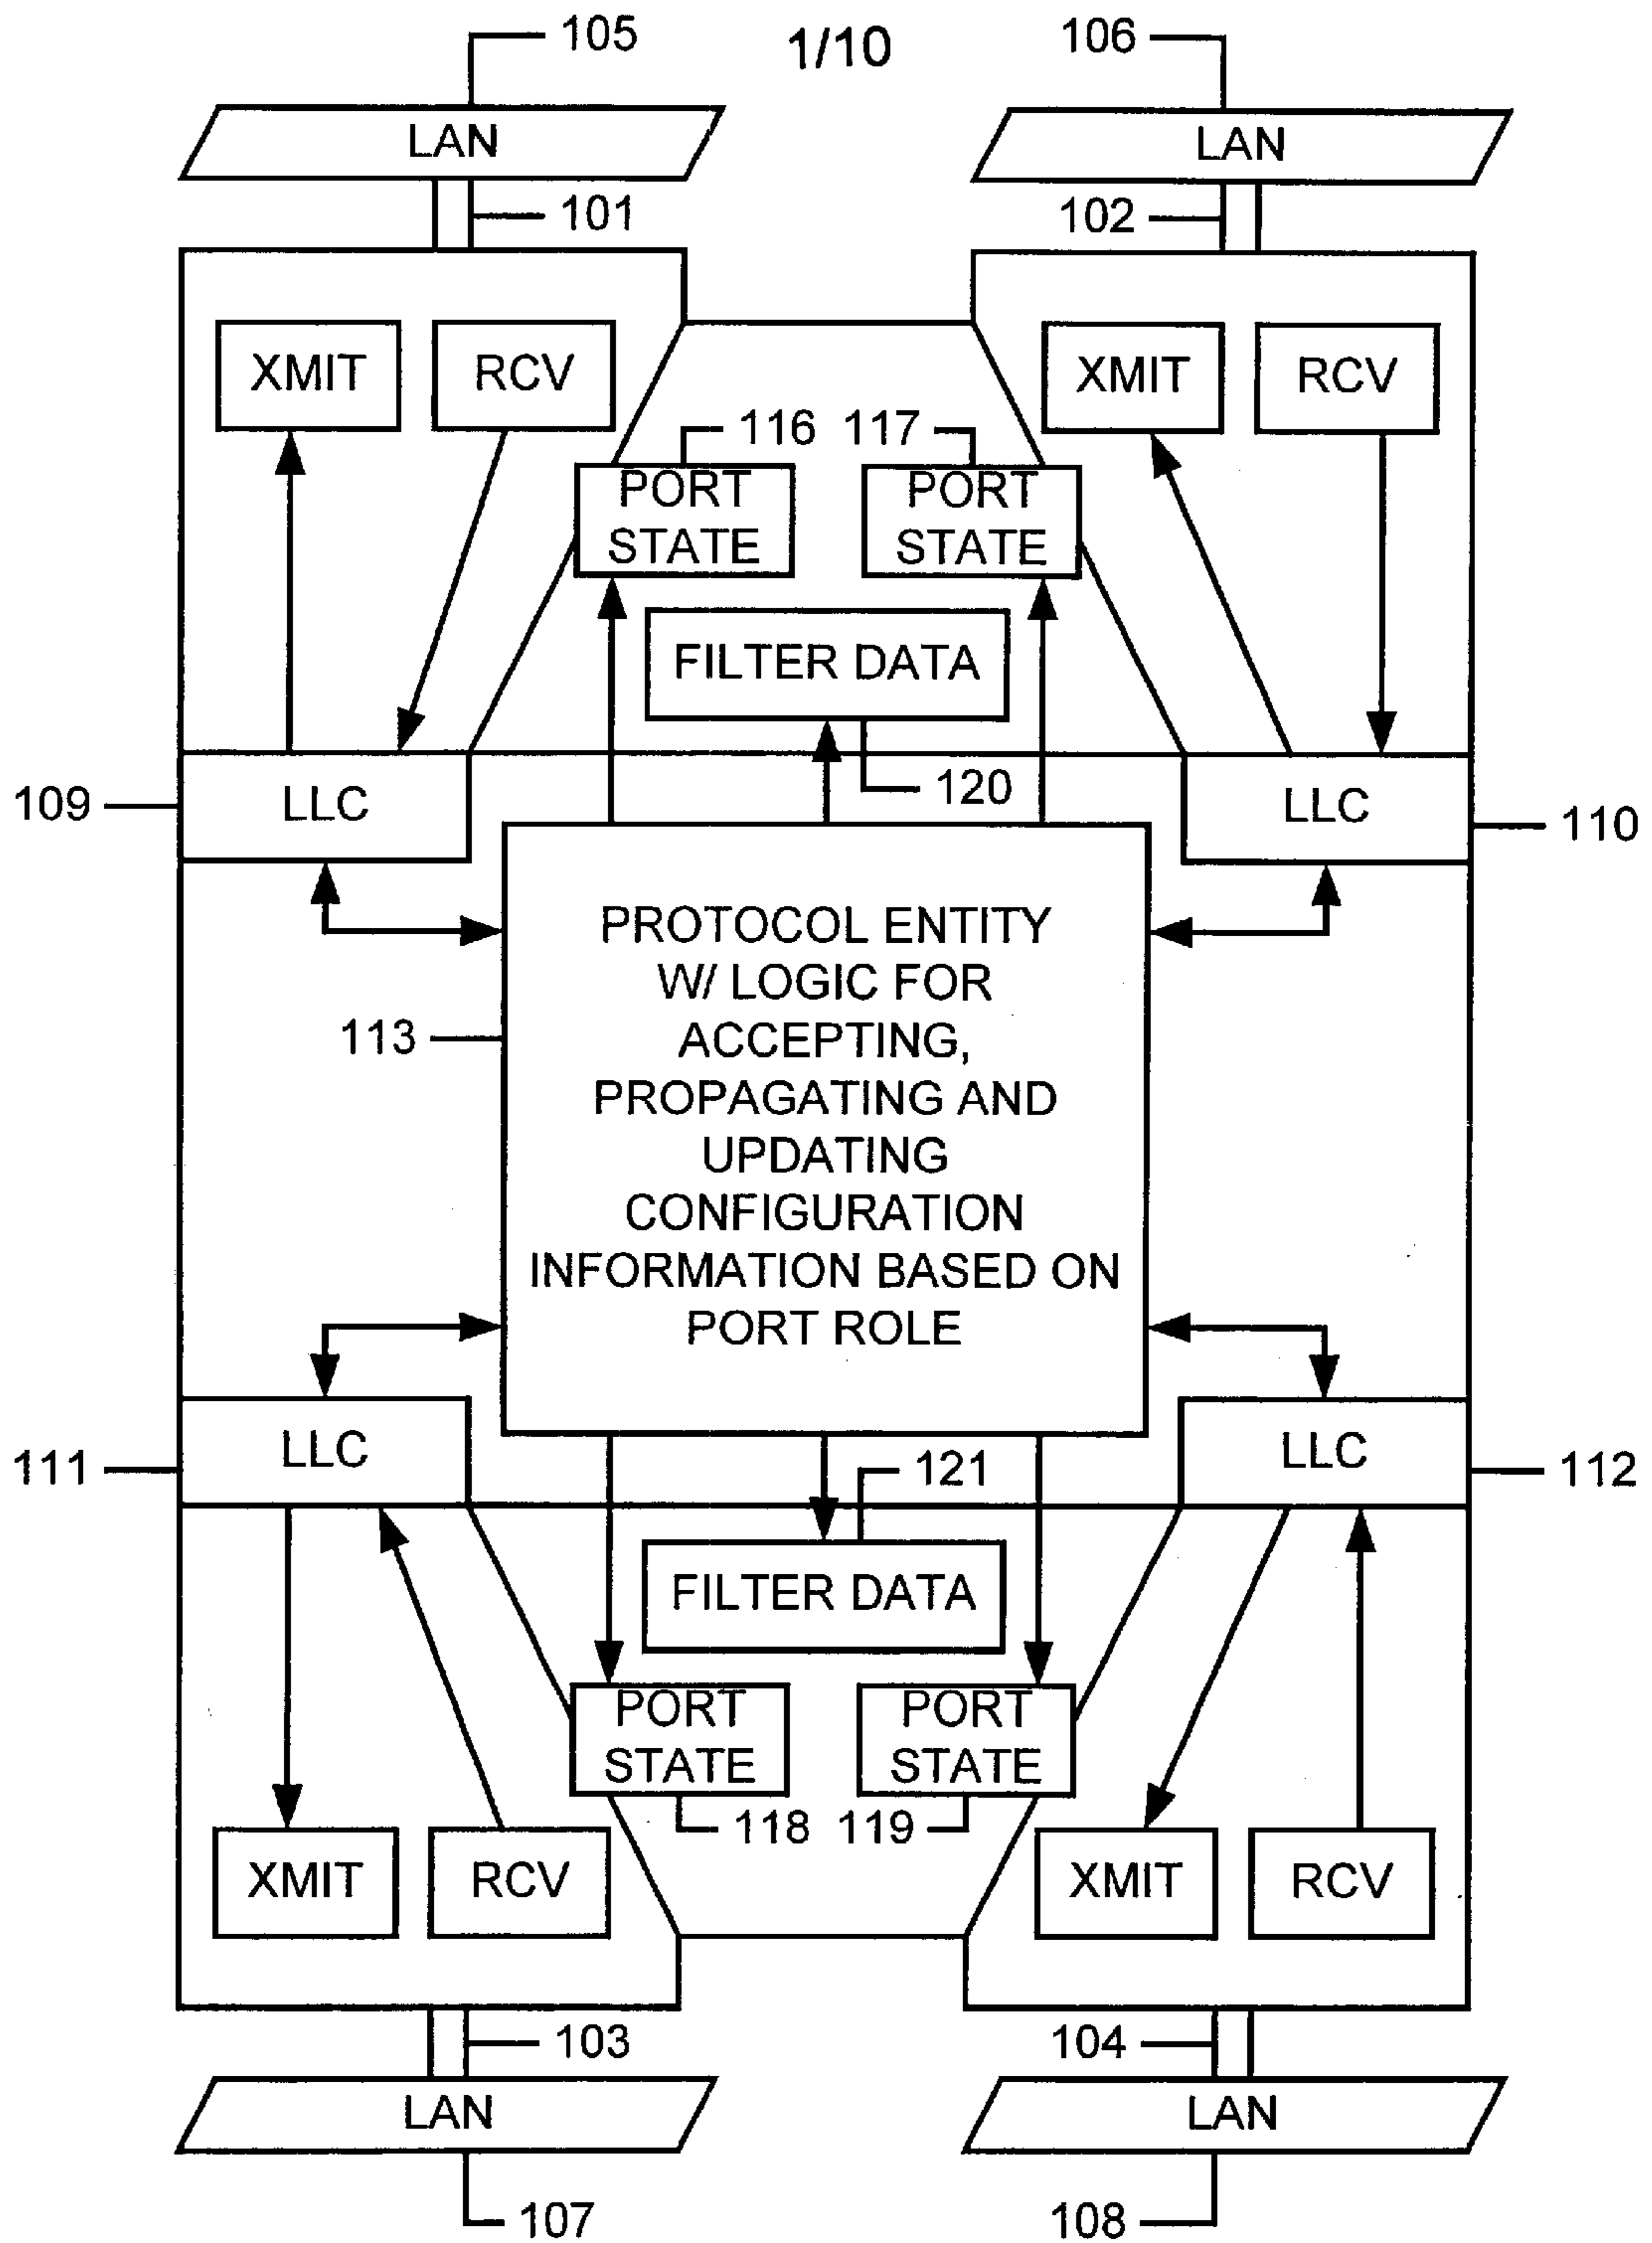 105
1/10
106
LAN
LAN
101
102
XMIT
RCV
XMIT
RCV
116
117
PORT
STATE
PORT
STATE
FILTER DATA
120
109
LLC
LLC
110
PROTOCOL ENTITY
W/ LOGIC FOR
ACCEPTING,
PROPAGATING AND
UPDATING
CONFIGURATION
INFORMATION BASED ON
PORT ROLE
113
111
LLC
LLC
112
121
FILTER DATA
PORT
STATE
PORT
STATE
118
119
XMIT
RCV
XMIT
RCV
103
104
LAN
LAN
107
108